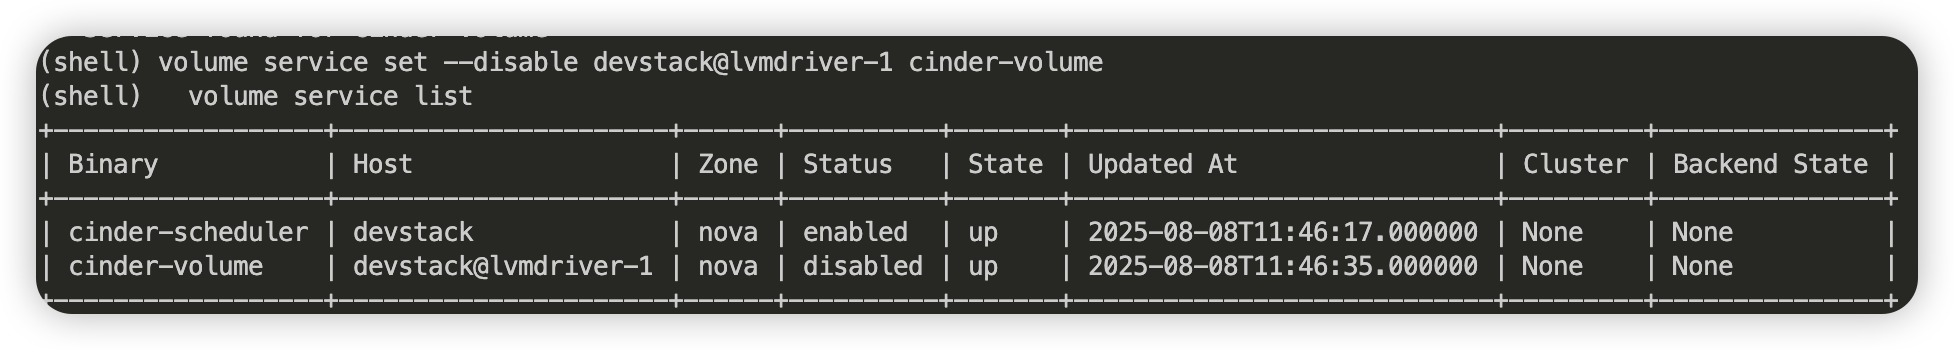 (shell) volume service set --disable devstack@lvmdriver-1 cinder-volume
(shell)   volume service list
+------------------+----------------------+------+----------+-------+----------------------------+---------+---------------+
| Binary           | Host                 | Zone | Status   | State | Updated At                 | Cluster | Backend State |
+------------------+----------------------+------+----------+-------+----------------------------+---------+---------------+
| cinder-scheduler | devstack             | nova | enabled  | up    | 2025-08-08T11:46:17.000000 | None    | None          |
| cinder-volume    | devstack@lvmdriver-1 | nova | disabled | up    | 2025-08-08T11:46:35.000000 | None    | None          |
+------------------+----------------------+------+----------+-------+----------------------------+---------+---------------+